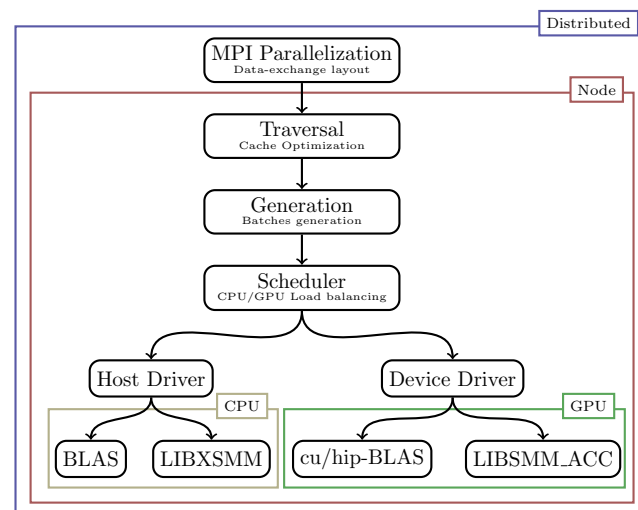 Distributed
MPI Parallelization
Data-exchange layout
Node
Traversal
Cache Optimization
Generation
Batches generation
Scheduler
CPU/GPU Load balancing
Host Driver
Device Driver
CPU
GPU
BLAS
LIBXSMM
cu/hip-BLAS
LIBSMM_ACC